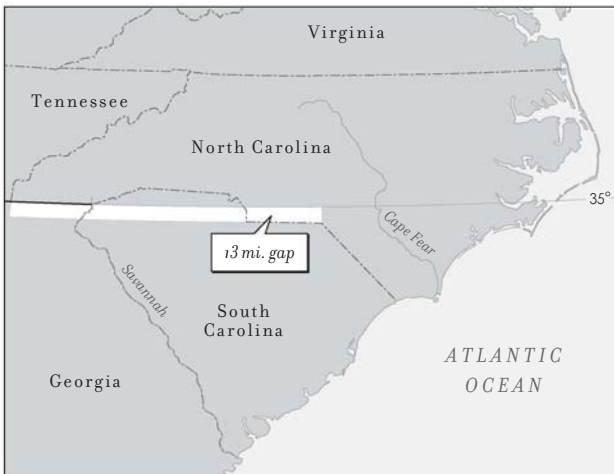 Virginia
Tennessee
North Carolina
35°
Cape Fear
13 mi. gap
Savannah
South
Carolina
ATLANTIC
OCEAN
Georgia